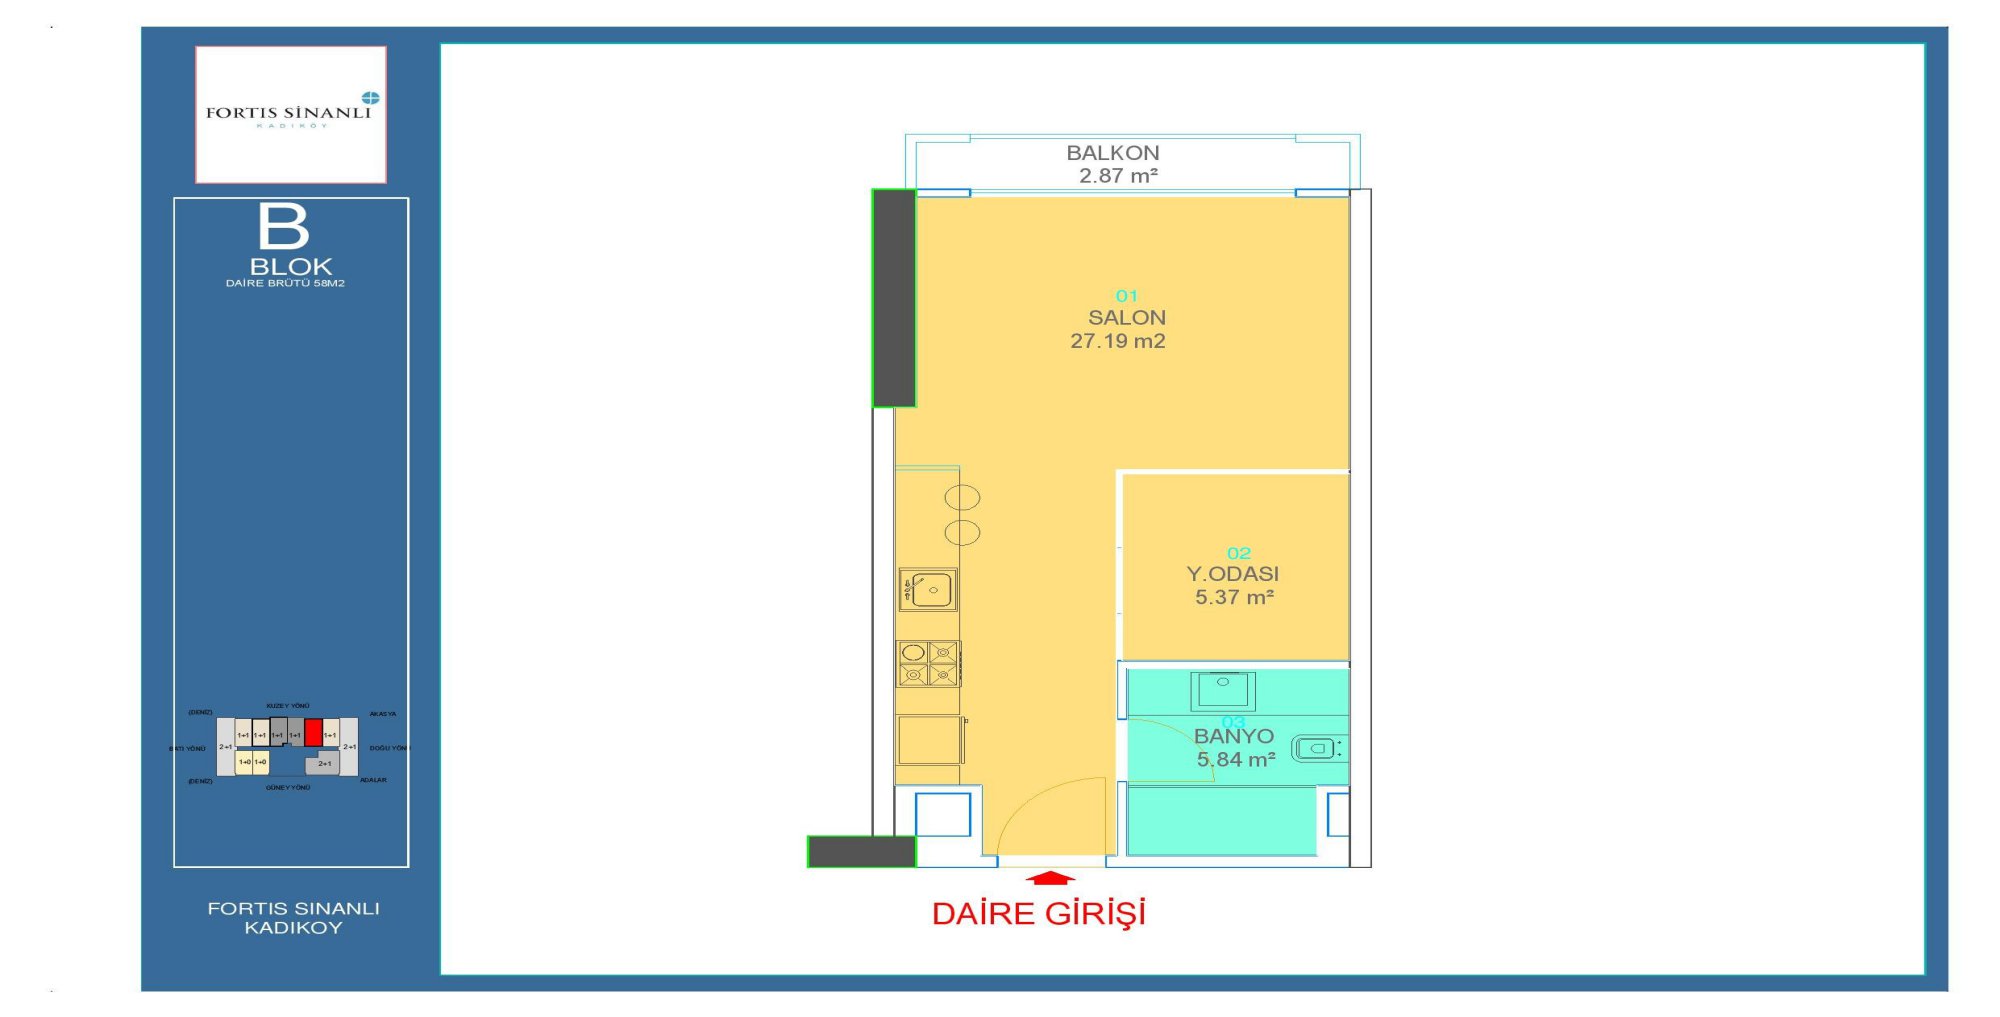 FORTIS SİNANLI
KADIKÖY
B
BLOK
DAİRE BRÜTÜ 58M2
KUZEY YÖNÜ
(DENİZ)
AKASYA
1+1
1+1
1+1
1+1
1+1
2+1
2+1
BATI YÖNÜ
DOĞU YÖNÜ
1+0
1+0
2+1
(DENİZ)
ADALAR
GÜNEY YÖNÜ
FORTIS SINANLI
KADIKOY
BALKON
2.87 m²
01
SALON
27.19 m2
02
Y.ODASI
5.37 m²
03
BANYO
5.84 m²
DAİRE GİRİŞİ